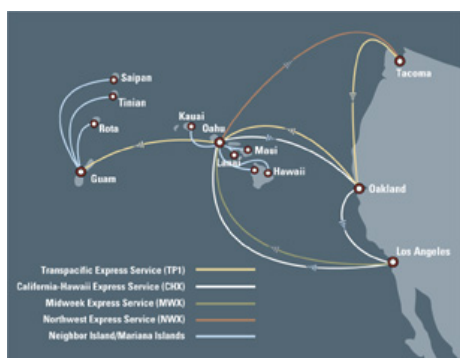 Tacoma
Saipan
Tinian
Kauai
Rota
Oahu
Maui
Lanai
Guam
Hawaii
Oakland
Los Angeles
Transpacific Express Service (TP1)
California-Hawaii Express Service (CHX)
Midweek Express Service (MWX)
Northwest Express Service (NWX)
Neighbor Island/Mariana Islands